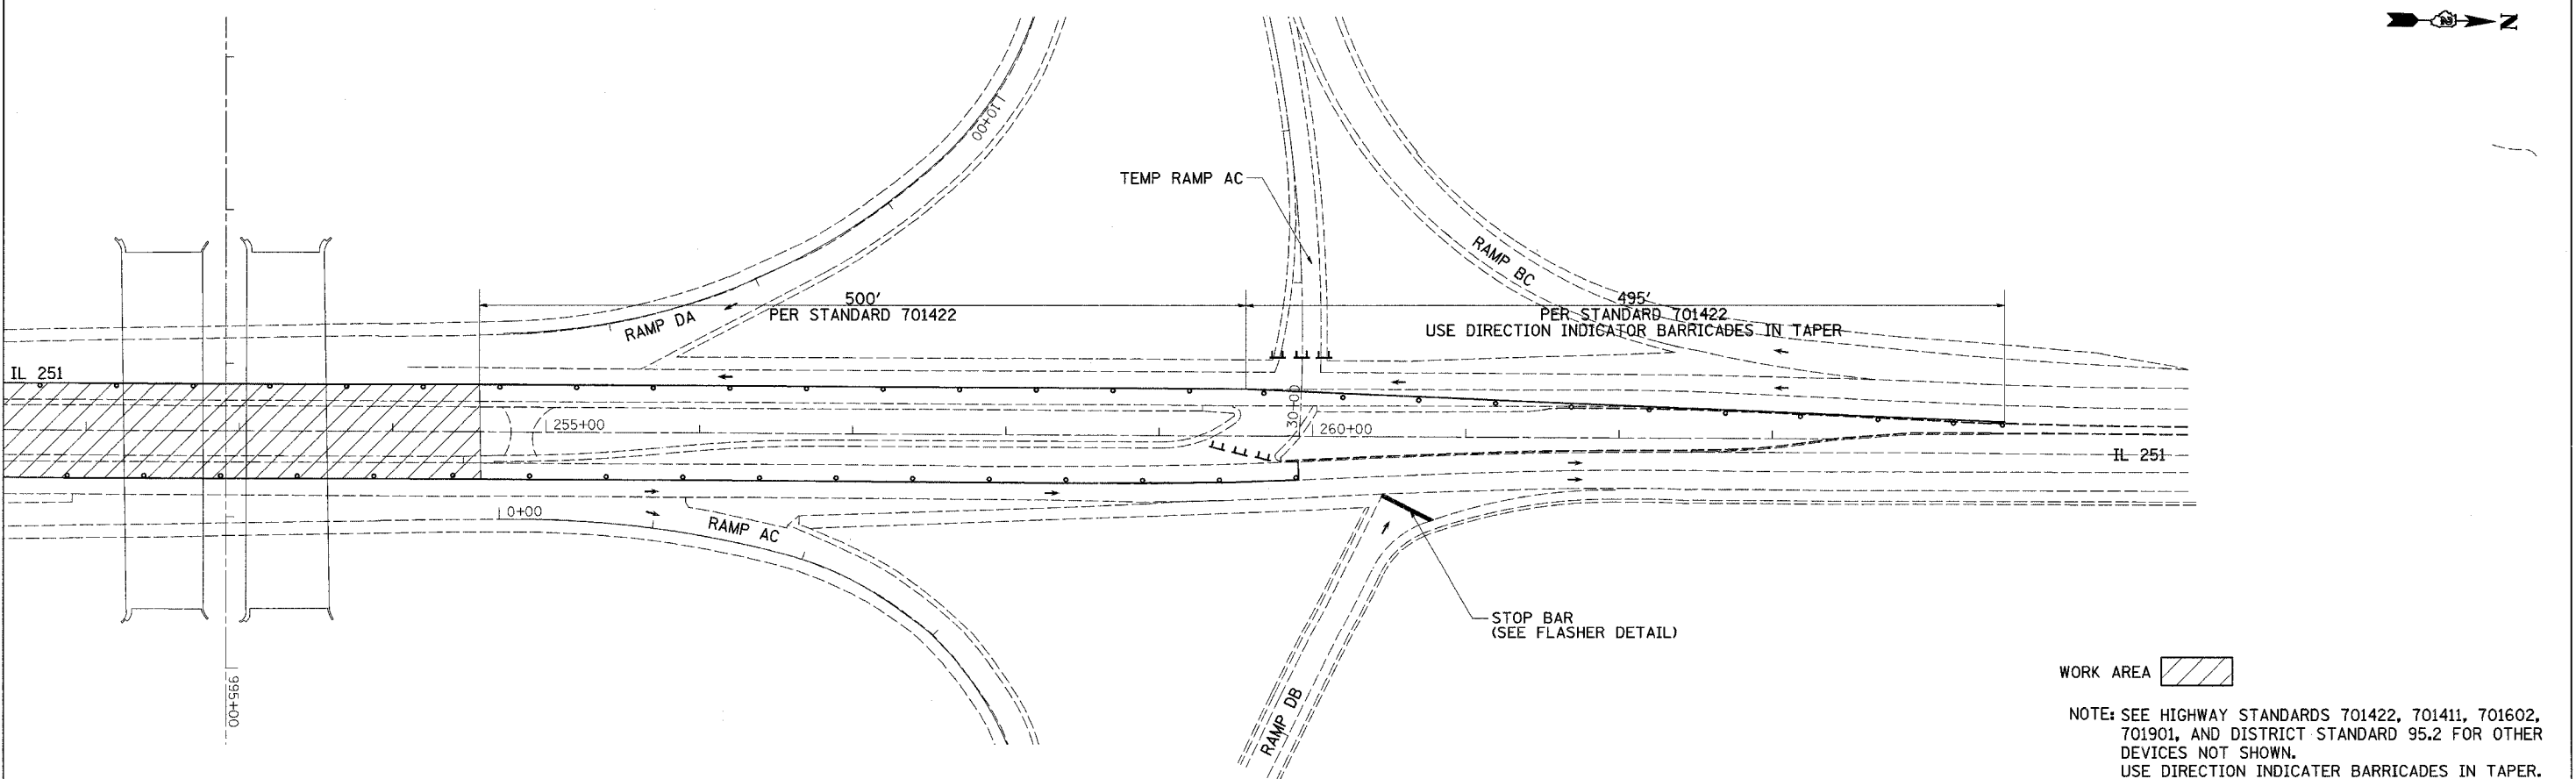 N
10+00
TEMP RAMP AC
RAMP BC
500'
PER STANDARD 701422
495'
PER STANDARD 701422
USE DIRECTION INDICATOR BARRICADES IN TAPER
RAMP DA
IL 251
30+00
255+00
260+00
IL 251
0+00
RAMP AC
STOP BAR
(SEE FLASHER DETAIL)
995+00
RAMP DB
WORK AREA
NOTE: SEE HIGHWAY STANDARDS 701422, 701411, 701602,
701901, AND DISTRICT STANDARD 95.2 FOR OTHER
DEVICES NOT SHOWN.
USE DIRECTION INDICATER BARRICADES IN TAPER.